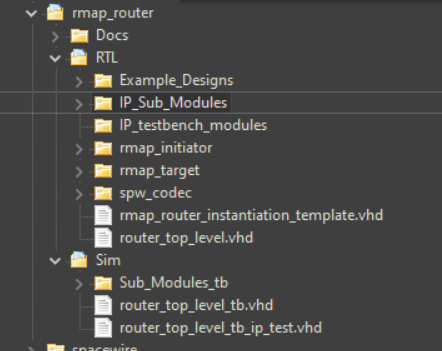 rmap_router
Docs
RTL
Example_Designs
IP_Sub_Modules
IP_testbench_modules
rmap_initiator
rmap_target
spw_codec
rmap_router_instantiation_template.vhd
router_top_level.vhd
Sim
Sub_Modules_tb
router_top_level_tb.vhd
router_top_level_tb_ip_test.vhd
spacewire